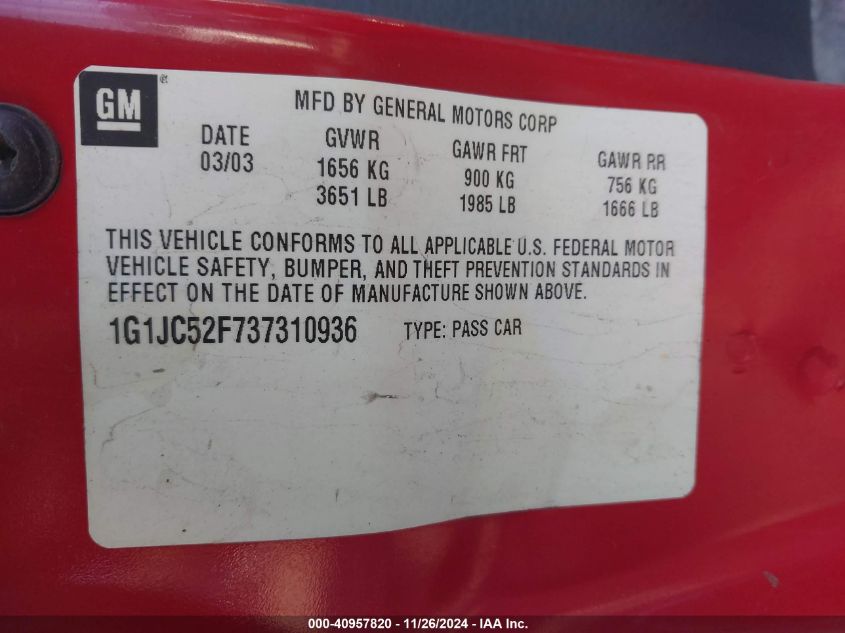 GM ®
MFD BY GENERAL MOTORS CORP
DATE GVWR GAWR FRT GAWR RR
03/03 1656 KG 900 KG 756 KG
3651 LB 1985 LB 1666 LB
THIS VEHICLE CONFORMS TO ALL APPLICABLE U.S. FEDERAL MOTOR
VEHICLE SAFETY, BUMPER, AND THEFT PREVENTION STANDARDS IN
EFFECT ON THE DATE OF MANUFACTURE SHOWN ABOVE.
1G1JC52F737310936 TYPE: PASS CAR
000-40957820 - 11/26/2024 - IAA Inc.